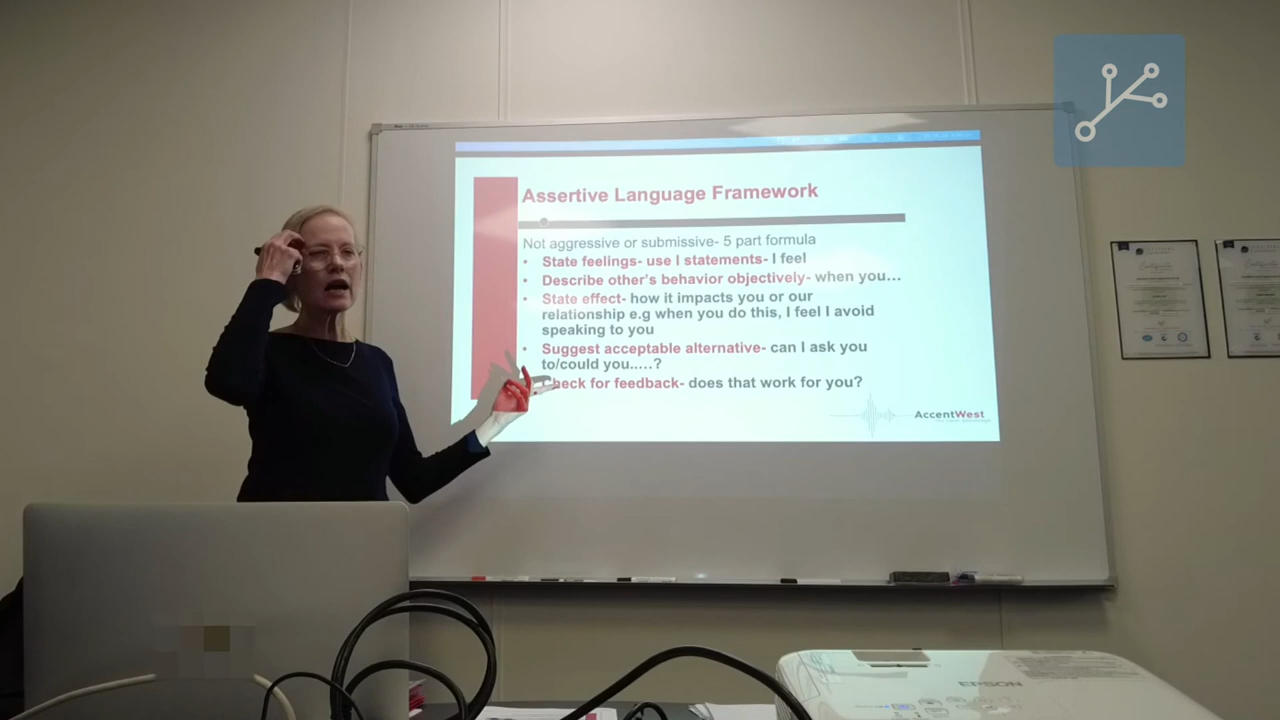 Assertive Language Framework
Not aggressive or submissive- 5 part formula
• State feelings- use I statements- I feel
• Describe other's behavior objectively- when you…
• State effect- how it impacts you or our
relationship e.g when you do this, I feel I avoid
speaking to you
• Suggest acceptable alternative- can I ask you
to/could you…..?
heck for feedback- does that work for you?
AccentWest
EPSON